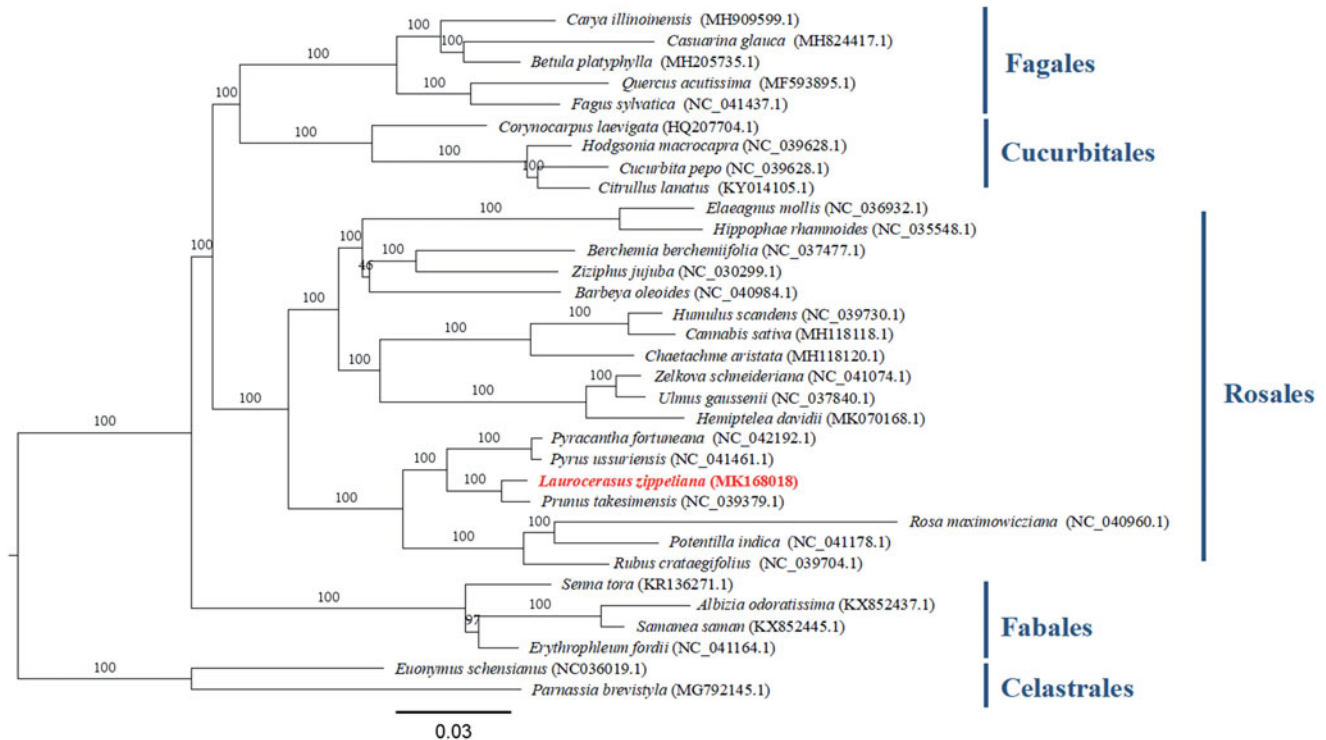 Carya illinoinensis (MH909599.1)
100
Casuarina glauca (MH824417.1)
100
100
Betula platyphylla (MH205735.1)
Fagales
Quercus acutissima (MF593895.1)
100
Fagus sylvatica (NC_041437.1)
100
Corynocarpus laevigata (HQ207704.1)
100
Hodgsonia macrocapra (NC_039628.1)
100
Cucurbitales
100
Cucurbita pepo (NC_039628.1)
Citrullus lanatus (KY014105.1)
Elaeagnus mollis (NC_036932.1)
100
Hippophae rhamnoides (NC_035548.1)
100
100
Berchemia berchemiifolia (NC_037477.1)
100
46
Ziziphus jujuba (NC_030299.1)
Barbeya oleoides (NC_040984.1)
100
Humulus scandens (NC_039730.1)
100
Cannabis sativa (MH118118.1)
100
Chaetachme aristata (MH118120.1)
100
Zelkova schneideriana (NC_041074.1)
100
Ulmus gaussenii (NC_037840.1)
Rosales
100
Hemiptelea davidii (MK070168.1)
100
100
Pyracantha fortuneana (NC_042192.1)
100
Pyrus ussuriensis (NC_041461.1)
100
Laurocerasus zippeliana (MK168018)
100
Prunus takesimensis (NC_039379.1)
100
Rosa maximowicziana (NC_040960.1)
100
Potentilla indica (NC_041178.1)
100
Rubus crataegifolius (NC_039704.1)
Senna tora (KR136271.1)
100
Albizia odoratissima (KX852437.1)
100
97
Samanea saman (KX852445.1)
Fabales
Erythrophleum fordii (NC_041164.1)
Euonymus schensianus (NC036019.1)
100
Parnassia brevistyla (MG792145.1)
Celastrales
0.03